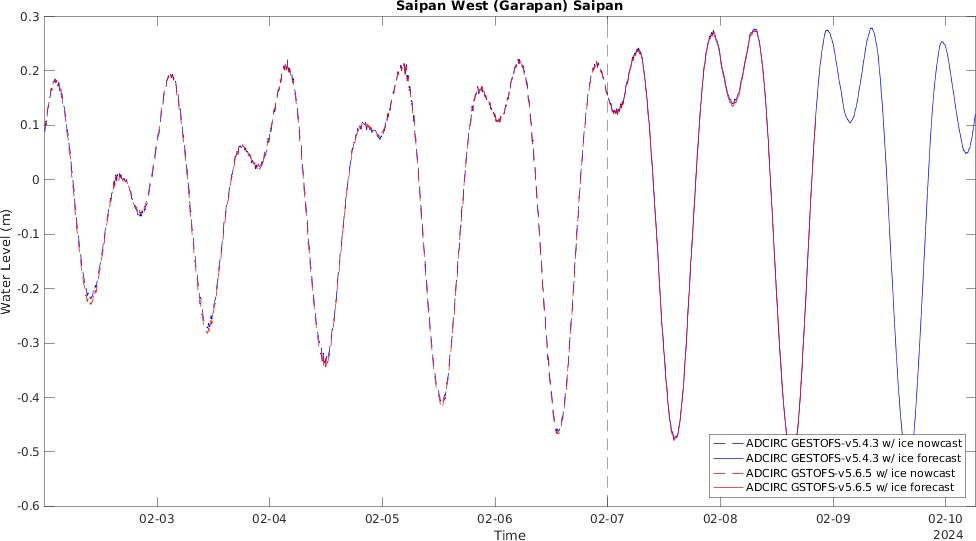 Saipan West (Garapan) Saipan
0.3
0.2
0.1
0
-0.1
-0.2
-0.3
-0.4
-0.5
-0.6
Water Level (m)
ADCIRC GESTOFS-v5.4.3 w/ ice nowcast
ADCIRC GESTOFS-v5.4.3 w/ ice forecast
ADCIRC GSTOFS-v5.6.5 w/ ice nowcast
ADCIRC GSTOFS-v5.6.5 w/ ice forecast
02-03 02-04 02-05 02-06 02-07 02-08 02-09 02-10
Time
2024